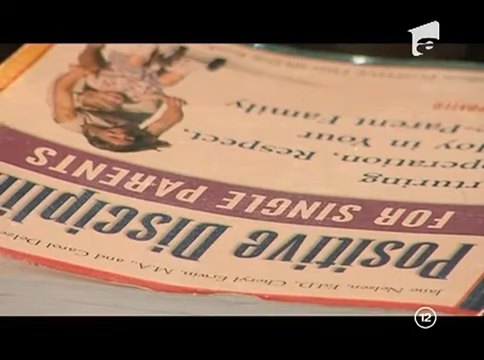 Jane Nelsen, Ed.D, Cheryl Erwin, M.A., and Carol
Positive Disciplin
FOR SINGLE PARENTS
rturing
peration, Respect,
Joy in Your
-Parent Family
a
12